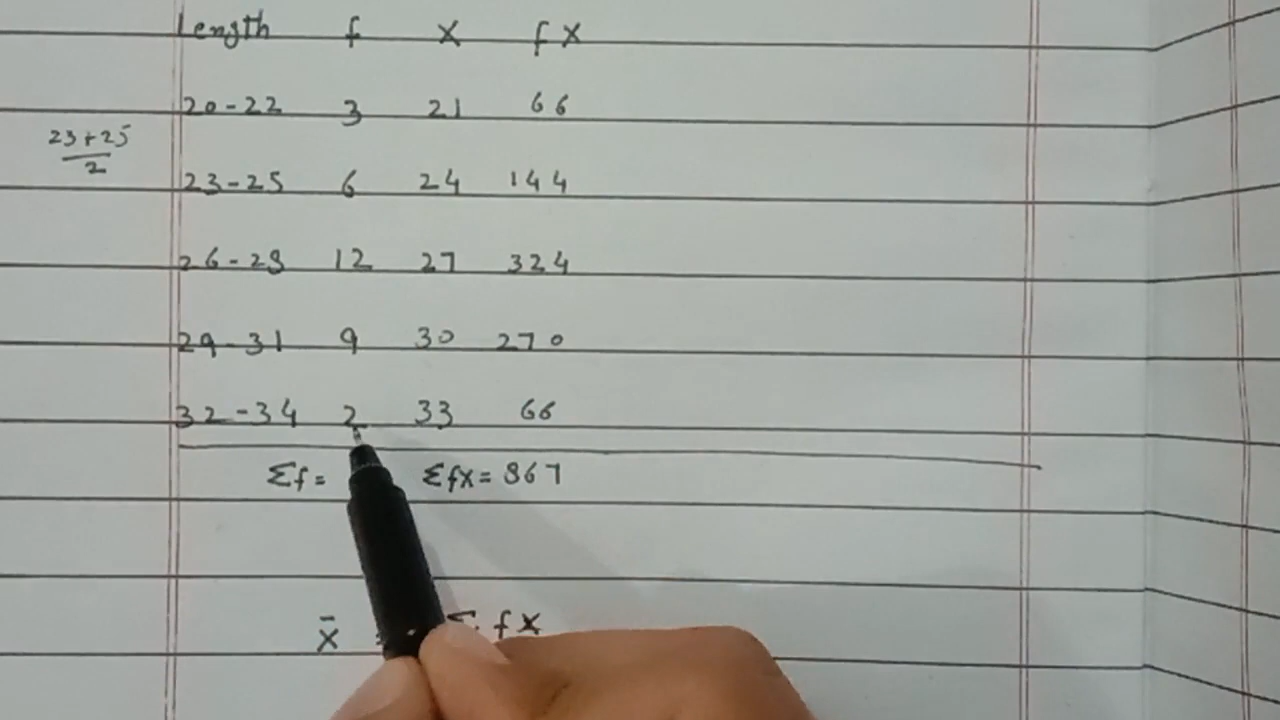 Length f X fX
20-22 3 21 66
23+25
2
23-25 6 24 144
26-28 12 27 324
29-31 9 30 270
32-34 2 33 66
Σf= Σfx=867
x̄ fx